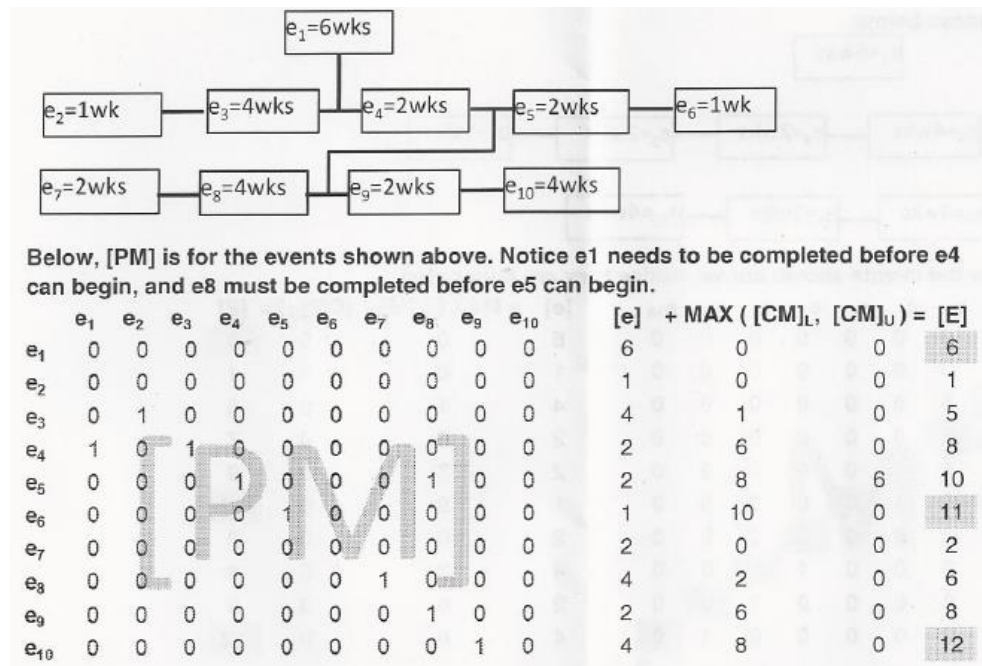 e₁=6wks
e₂=1wk e₃=4wks e₄=2wks e₅=2wks e₆=1wk
e₇=2wks e₈=4wks e₉=2wks e₁₀=4wks
Below, [PM] is for the events shown above. Notice e1 needs to be completed before e4
can begin, and e8 must be completed before e5 can begin.
e₁ e₂ e₃ e₄ e₅ e₆ e₇ e₈ e₉ e₁₀ [e] + MAX ( [CM]L, [CM]U ) = [E]
e₁ 0 0 0 0 0 0 0 0 0 0 6 0 0 6
e₂ 0 0 0 0 0 0 0 0 0 0 1 0 0 1
e₃ 0 1 0 0 0 0 0 0 0 0 4 1 0 5
e₄ 1 0 1 0 0 0 0 0 0 0 2 6 0 8
e₅ 0 0 0 1 0 0 0 1 0 0 2 8 6 10
e₆ 0 0 0 0 1 0 0 0 0 0 1 10 0 11
e₇ 0 0 0 0 0 0 0 0 0 0 2 0 0 2
e₈ 0 0 0 0 0 0 1 0 0 0 4 2 0 6
e₉ 0 0 0 0 0 0 0 1 0 0 2 6 0 8
e₁₀ 0 0 0 0 0 0 0 0 1 0 4 8 0 12
[PM]